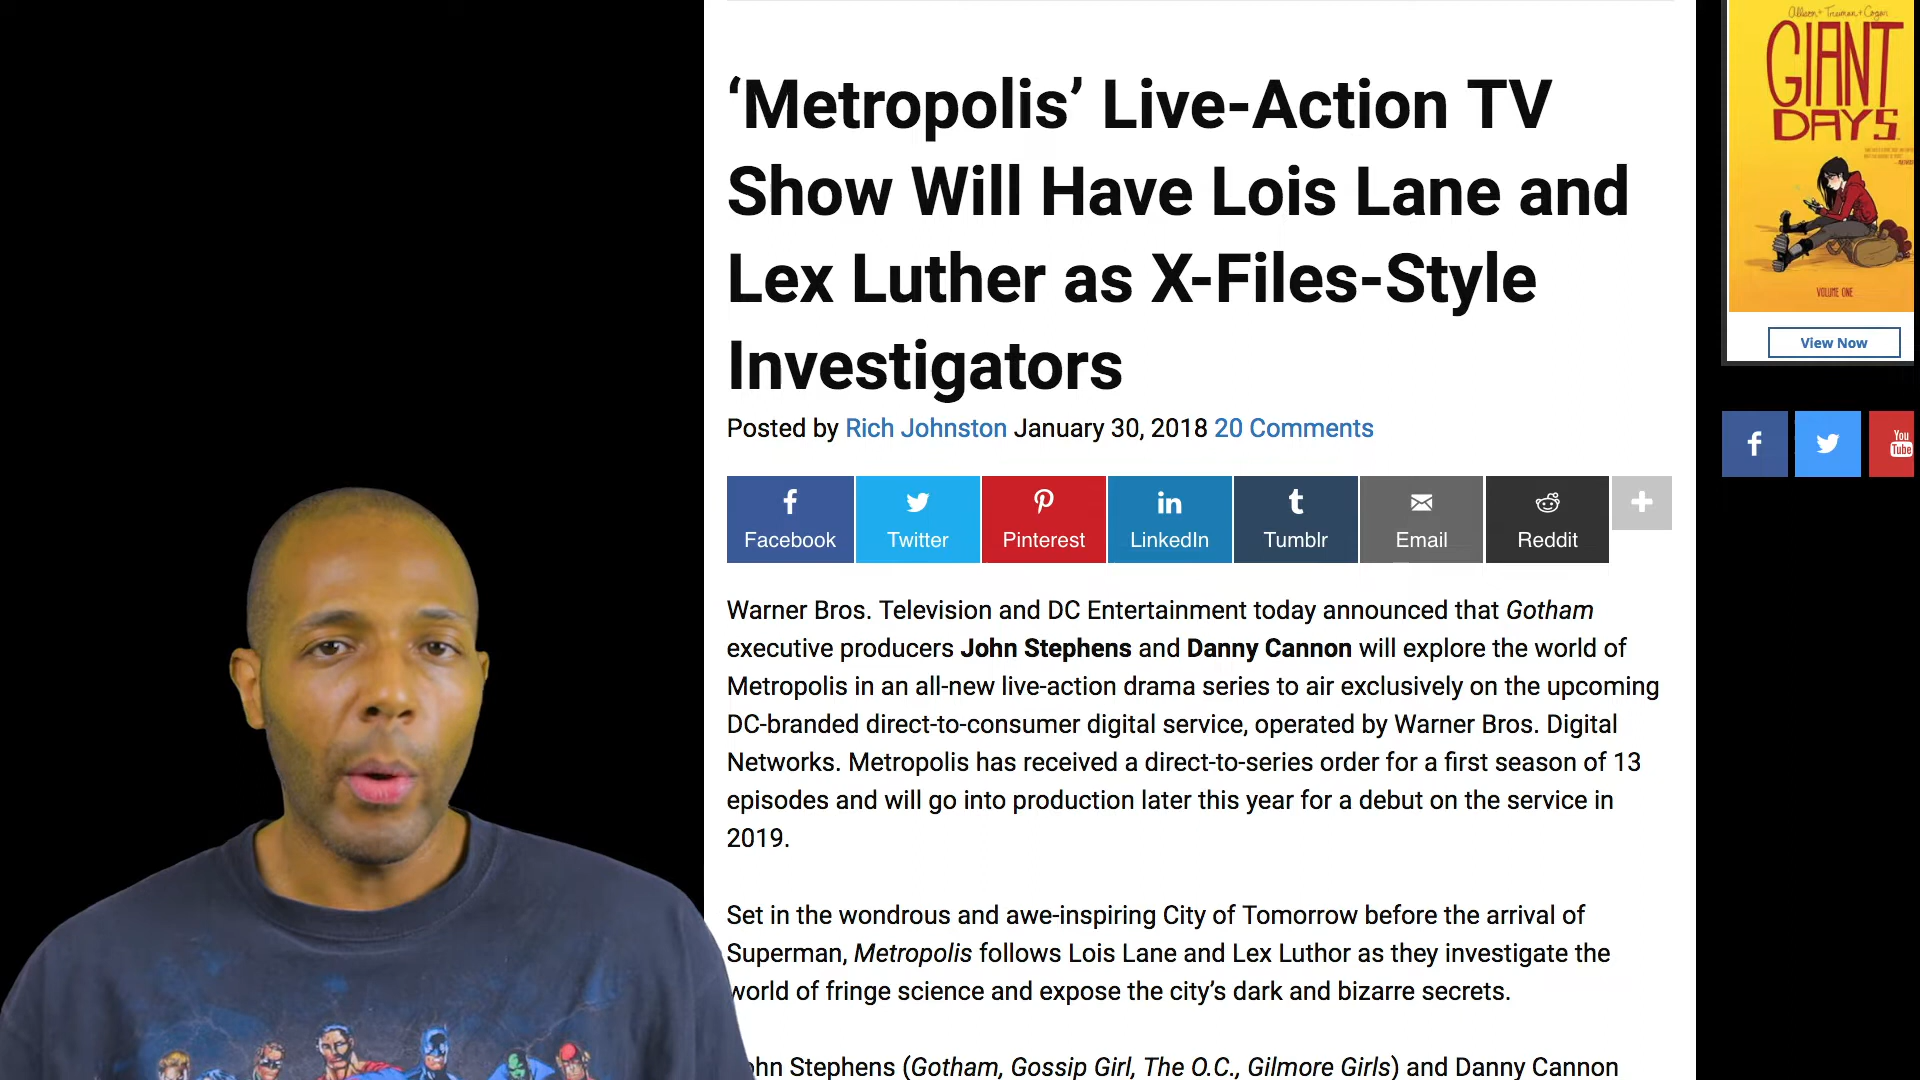 ‘Metropolis’ Live-Action TV
Show Will Have Lois Lane and
Lex Luther as X-Files-Style
Investigators
Posted by Rich Johnston January 30, 2018 20 Comments
Facebook
Twitter
Pinterest
LinkedIn
Tumblr
Email
Reddit
Warner Bros. Television and DC Entertainment today announced that Gotham
executive producers John Stephens and Danny Cannon will explore the world of
Metropolis in an all-new live-action drama series to air exclusively on the upcoming
DC-branded direct-to-consumer digital service, operated by Warner Bros. Digital
Networks. Metropolis has received a direct-to-series order for a first season of 13
episodes and will go into production later this year for a debut on the service in
2019.
Set in the wondrous and awe-inspiring City of Tomorrow before the arrival of
Superman, Metropolis follows Lois Lane and Lex Luthor as they investigate the
world of fringe science and expose the city’s dark and bizarre secrets.
John Stephens (Gotham, Gossip Girl, The O.C., Gilmore Girls) and Danny Cannon
Allison + Treiman + Cogar
GIANT
DAYS
VOLUME ONE
View Now
You
Tube